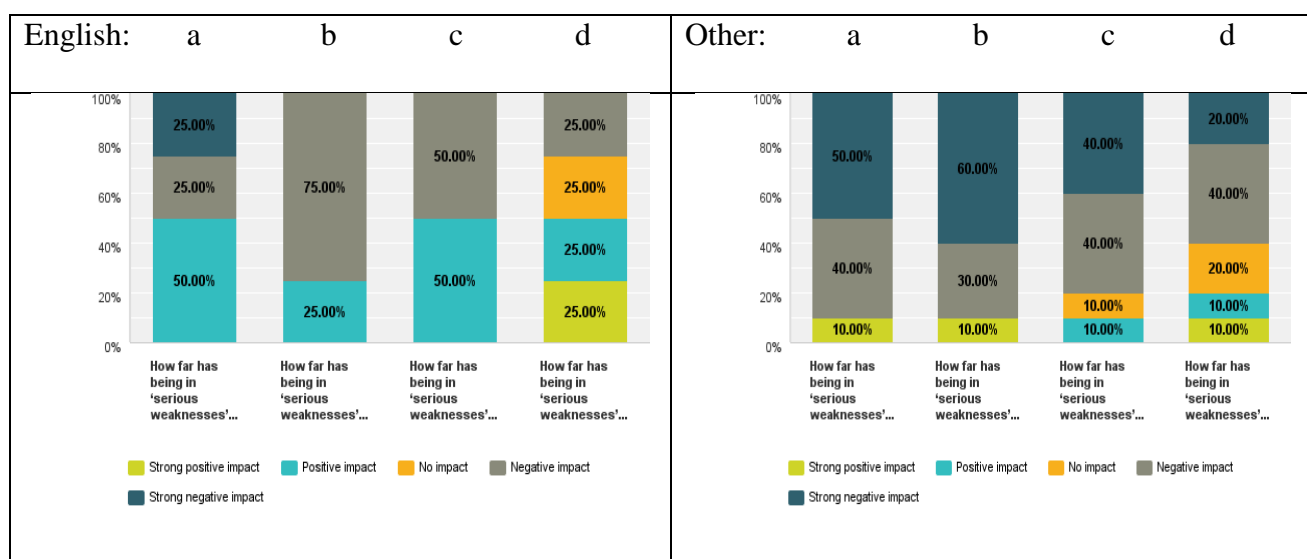 English: a b c d
100%
80%
60%
40%
20%
0%
25.00%
25.00%
50.00%
75.00%
25.00%
50.00%
50.00%
25.00%
25.00%
25.00%
25.00%
How far has
being in
‘serious
weaknesses’...
How far has
being in
‘serious
weaknesses’...
How far has
being in
‘serious
weaknesses’...
How far has
being in
‘serious
weaknesses’...
Strong positive impact
Positive impact
No impact
Negative impact
Strong negative impact
Other: a b c d
100%
80%
60%
40%
20%
0%
50.00%
40.00%
10.00%
60.00%
30.00%
10.00%
40.00%
40.00%
10.00%
10.00%
20.00%
40.00%
20.00%
10.00%
10.00%
How far has
being in
‘serious
weaknesses’...
How far has
being in
‘serious
weaknesses’...
How far has
being in
‘serious
weaknesses’...
How far has
being in
‘serious
weaknesses’...
Strong positive impact
Positive impact
No impact
Negative impact
Strong negative impact